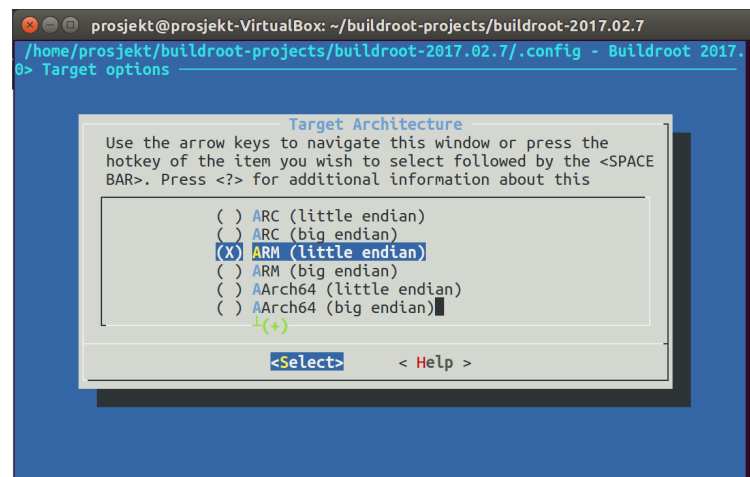 prosjekt@prosjekt-VirtualBox: ~/buildroot-projects/buildroot-2017.02.7
/home/prosjekt/buildroot-projects/buildroot-2017.02.7/.config - Buildroot 2017.
0> Target options
Target Architecture
Use the arrow keys to navigate this window or press the
hotkey of the item you wish to select followed by the <SPACE
BAR>. Press <?> for additional information about this
( ) ARC (little endian)
( ) ARC (big endian)
(X) ARM (little endian)
( ) ARM (big endian)
( ) AArch64 (little endian)
( ) AArch64 (big endian)
┴(+)
<Select> < Help >